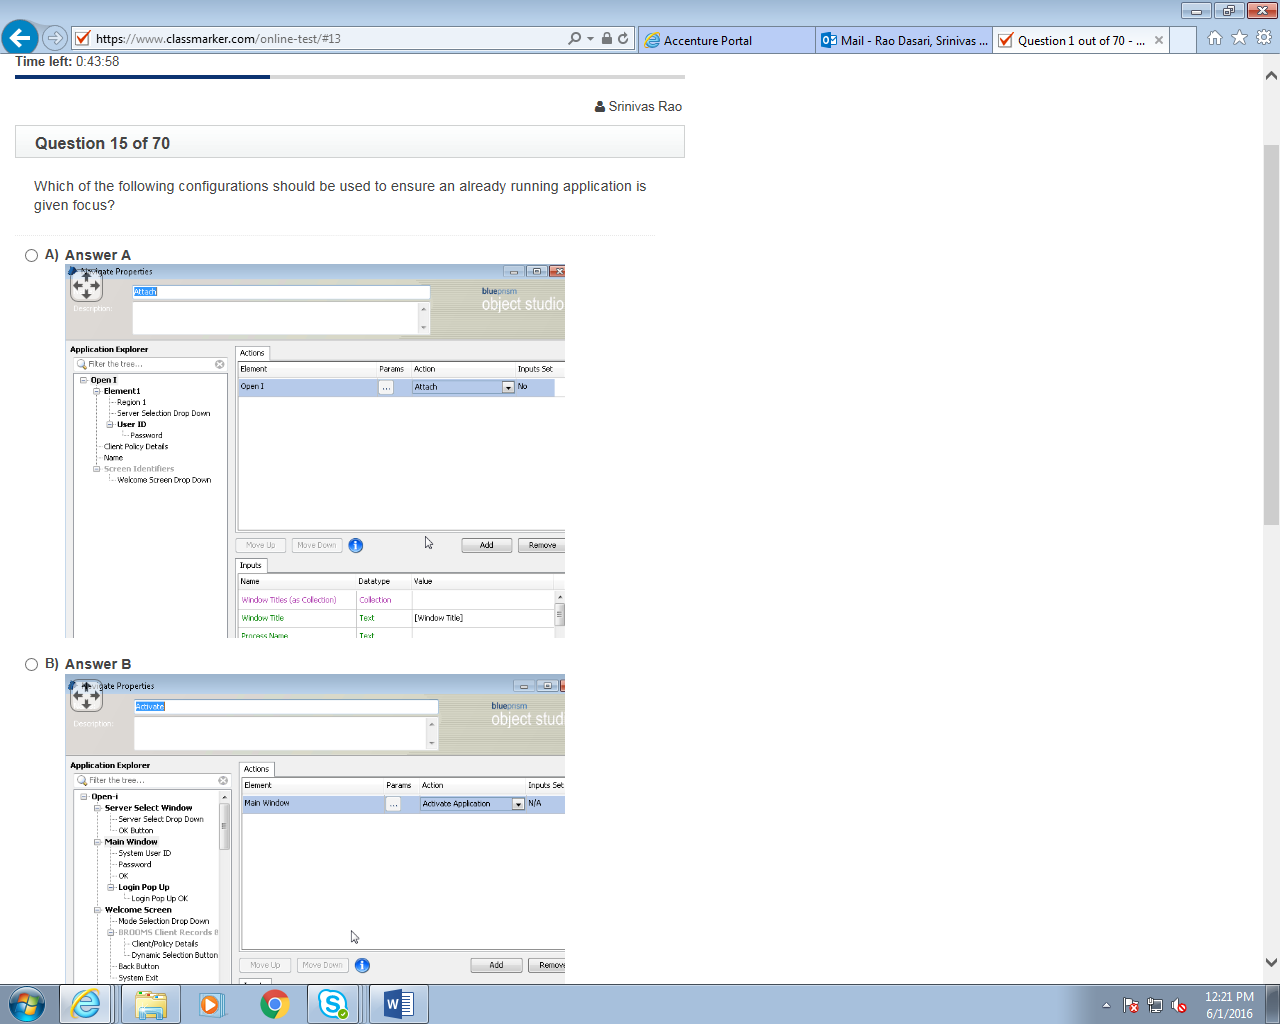 https://www.classmarker.com/online-test/#13
Accenture Portal
Mail - Rao Dasari, Srinivas ...
Question 1 out of 70 - ...
Time left: 0:43:58
Srinivas Rao
Question 15 of 70
Which of the following configurations should be used to ensure an already running application is
given focus?
A) Answer A
Navigate Properties
Attach
blueprism
object studio
Description:
Application Explorer
Filter the tree...
Open I
Element1
Region 1
Server Selection Drop Down
User ID
Password
Client Policy Details
Name
Screen Identifiers
Welcome Screen Drop Down
Actions
Element Params Action Inputs Set
Open I ... Attach No
Move Up Move Down Add Remove
Inputs
Name Datatype Value
Window Titles (as Collection) Collection
Window Title Text [Window Title]
Process Name Text
B) Answer B
Navigate Properties
Activate
blueprism
object studi
Description:
Application Explorer
Filter the tree...
Open-i
Server Select Window
Server Select Drop Down
OK Button
Main Window
System User ID
Password
OK
Login Pop Up
Login Pop Up OK
Welcome Screen
Mode Selection Drop Down
BROOMS Client Records
Client/Policy Details
Dynamic Selection Button
Back Button
System Exit
Actions
Element Params Action Inputs Set
Main Window ... Activate Application N/A
Move Up Move Down Add Remove
12:21 PM
6/1/2016